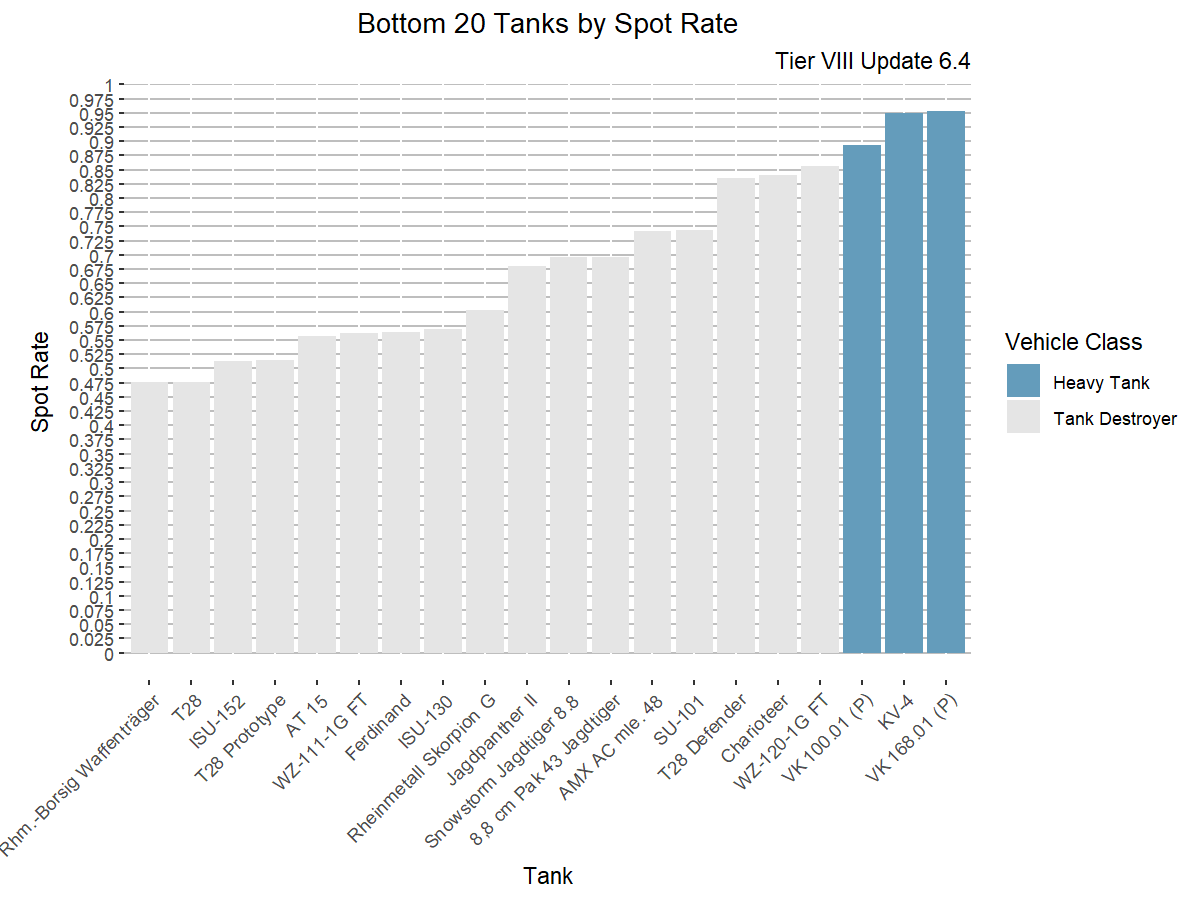 Bottom 20 Tanks by Spot Rate
Tier VIII Update 6.4
1
0.975
0.95
0.925
0.9
0.875
0.85
0.825
0.8
0.775
0.75
0.725
0.7
0.675
0.65
0.625
0.6
0.575
0.55
0.525
0.5
0.475
0.45
0.425
0.4
0.375
0.35
0.325
0.3
0.275
0.25
0.225
0.2
0.175
0.15
0.125
0.1
0.075
0.05
0.025
0
Spot Rate
Rhm.-Borsig Waffenträger
T28
ISU-152
T28 Prototype
AT 15
WZ-111-1G FT
Ferdinand
ISU-130
Rheinmetall Skorpion G
Jagdpanther II
Snowstorm Jagdtiger 8.8
8,8 cm Pak 43 Jagdtiger
AMX AC mle. 48
SU-101
T28 Defender
Charioteer
WZ-120-1G FT
VK 100.01 (P)
KV-4
VK 168.01 (P)
Tank
Vehicle Class
Heavy Tank
Tank Destroyer